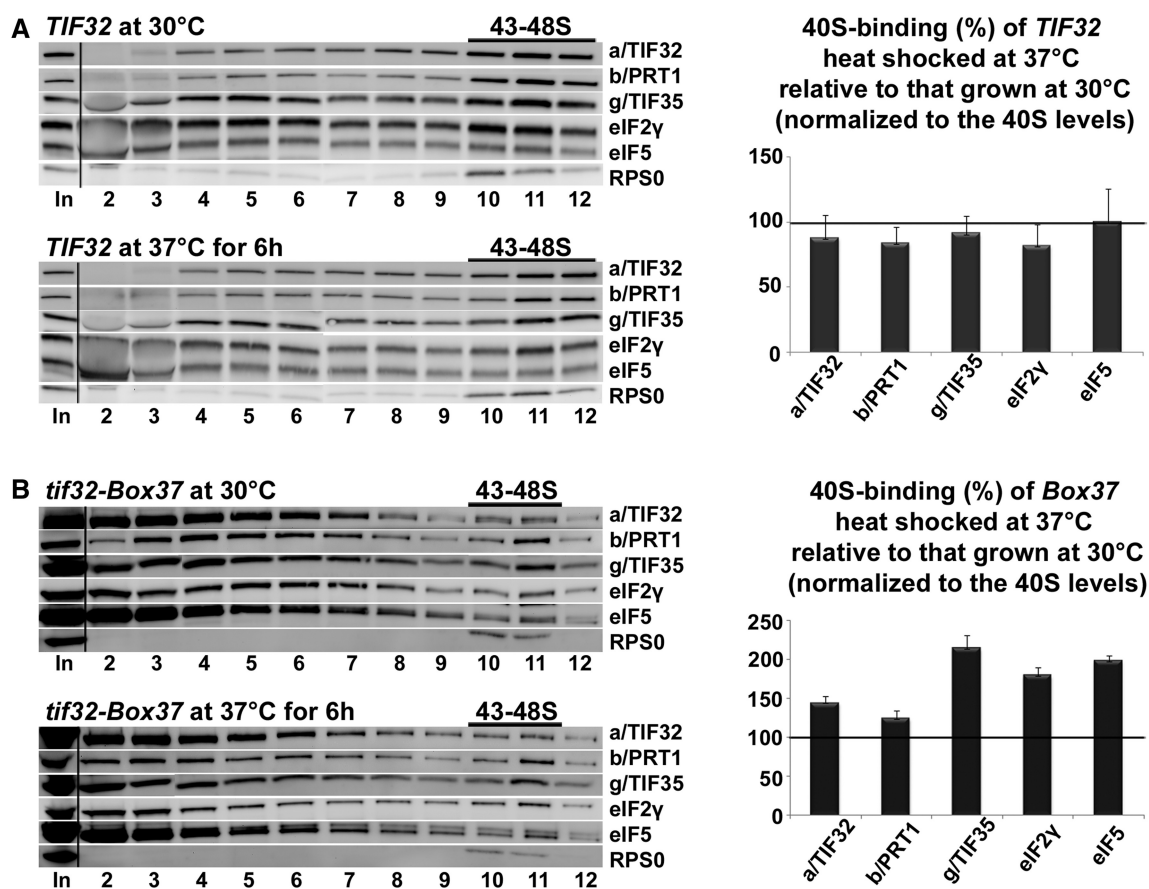 A
TIF32 at 30°C
43-48S
a/TIF32
b/PRT1
g/TIF35
eIF2γ
eIF5
RPS0
In 2 3 4 5 6 7 8 9 10 11 12
TIF32 at 37°C for 6h
43-48S
a/TIF32
b/PRT1
g/TIF35
eIF2γ
eIF5
RPS0
In 2 3 4 5 6 7 8 9 10 11 12
40S-binding (%) of TIF32
heat shocked at 37°C
relative to that grown at 30°C
(normalized to the 40S levels)
150
100
50
0
a/TIF32
b/PRT1
g/TIF35
eIF2γ
eIF5
B
tif32-Box37 at 30°C
43-48S
a/TIF32
b/PRT1
g/TIF35
eIF2γ
eIF5
RPS0
In 2 3 4 5 6 7 8 9 10 11 12
tif32-Box37 at 37°C for 6h
43-48S
a/TIF32
b/PRT1
g/TIF35
eIF2γ
eIF5
RPS0
In 2 3 4 5 6 7 8 9 10 11 12
40S-binding (%) of Box37
heat shocked at 37°C
relative to that grown at 30°C
(normalized to the 40S levels)
250
200
150
100
50
0
a/TIF32
b/PRT1
g/TIF35
eIF2γ
eIF5